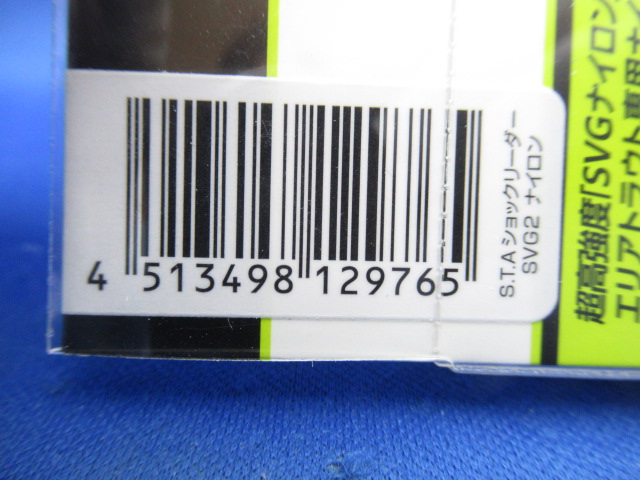 4 513498 129765
S.T.Aショックリーダー
SVG2 ナイロン
超高強度「SVGナイロン
エリアトラウト専用